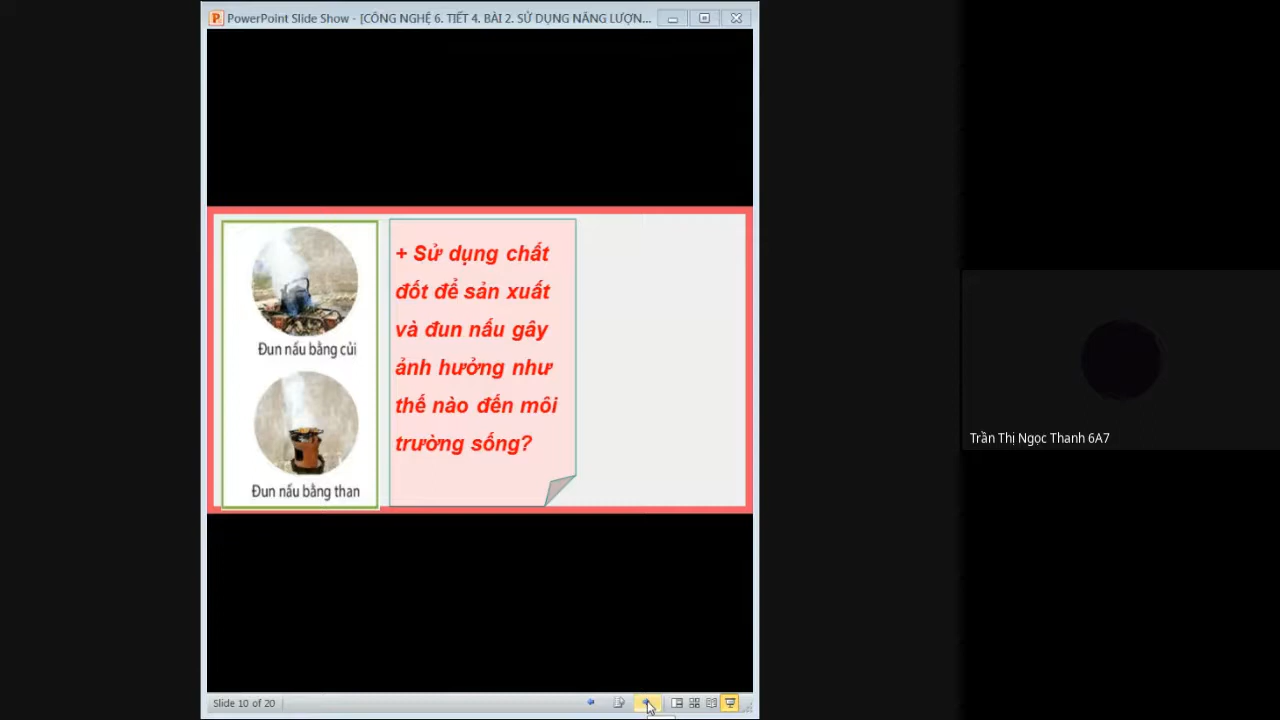 PowerPoint Slide Show - [CÔNG NGHỆ 6. TIẾT 4. BÀI 2. SỬ DỤNG NĂNG LƯỢN...
+ Sử dụng chất
đốt để sản xuất
và đun nấu gây
ảnh hưởng như
thế nào đến môi
trường sống?
Đun nấu bằng củi
Đun nấu bằng than
Trần Thị Ngọc Thanh 6A7
Slide 10 of 20